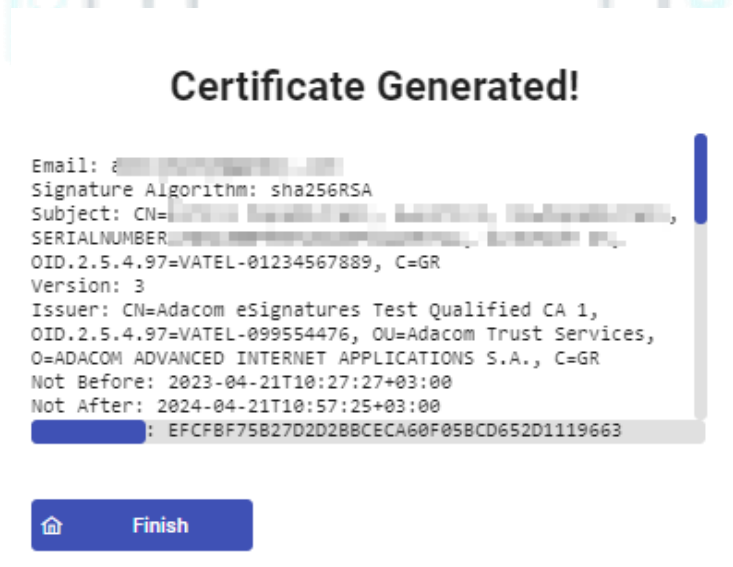 Certificate Generated!
Email:
Signature Algorithm: sha256RSA
Subject: CN=
SERIALNUMBER
OID.2.5.4.97=VATEL-01234567889, C=GR
Version: 3
Issuer: CN=Adacom eSignatures Test Qualified CA 1,
OID.2.5.4.97=VATEL-099554476, OU=Adacom Trust Services,
O=ADACOM ADVANCED INTERNET APPLICATIONS S.A., C=GR
Not Before: 2023-04-21T10:27:27+03:00
Not After: 2024-04-21T10:57:25+03:00
: EFCFBF75B27D2D2BBCECA60F05BCD652D1119663
Finish